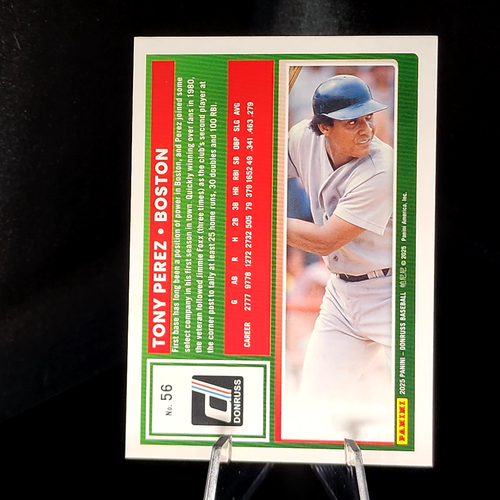 No. 56
DONRUSS
TONY PEREZ • BOSTON
First base has long been a position of power in Boston, and Perez joined some
select company in his first season in town. Quickly winning over fans in 1980,
the veteran followed Jimmie Foxx (three times) as the club's second player at
the corner post to tally at least 25 home runs, 30 doubles and 100 RBI.
G AB R H 2B 3B HR RBI SB OBP SLG AVG
CAREER 2777 9778 1272 2732 505 79 379 1652 49 .341 .463 .279
PANINI
2025 PANINI – DONRUSS BASEBALL 帕尼尼 © 2025 Panini America, Inc.